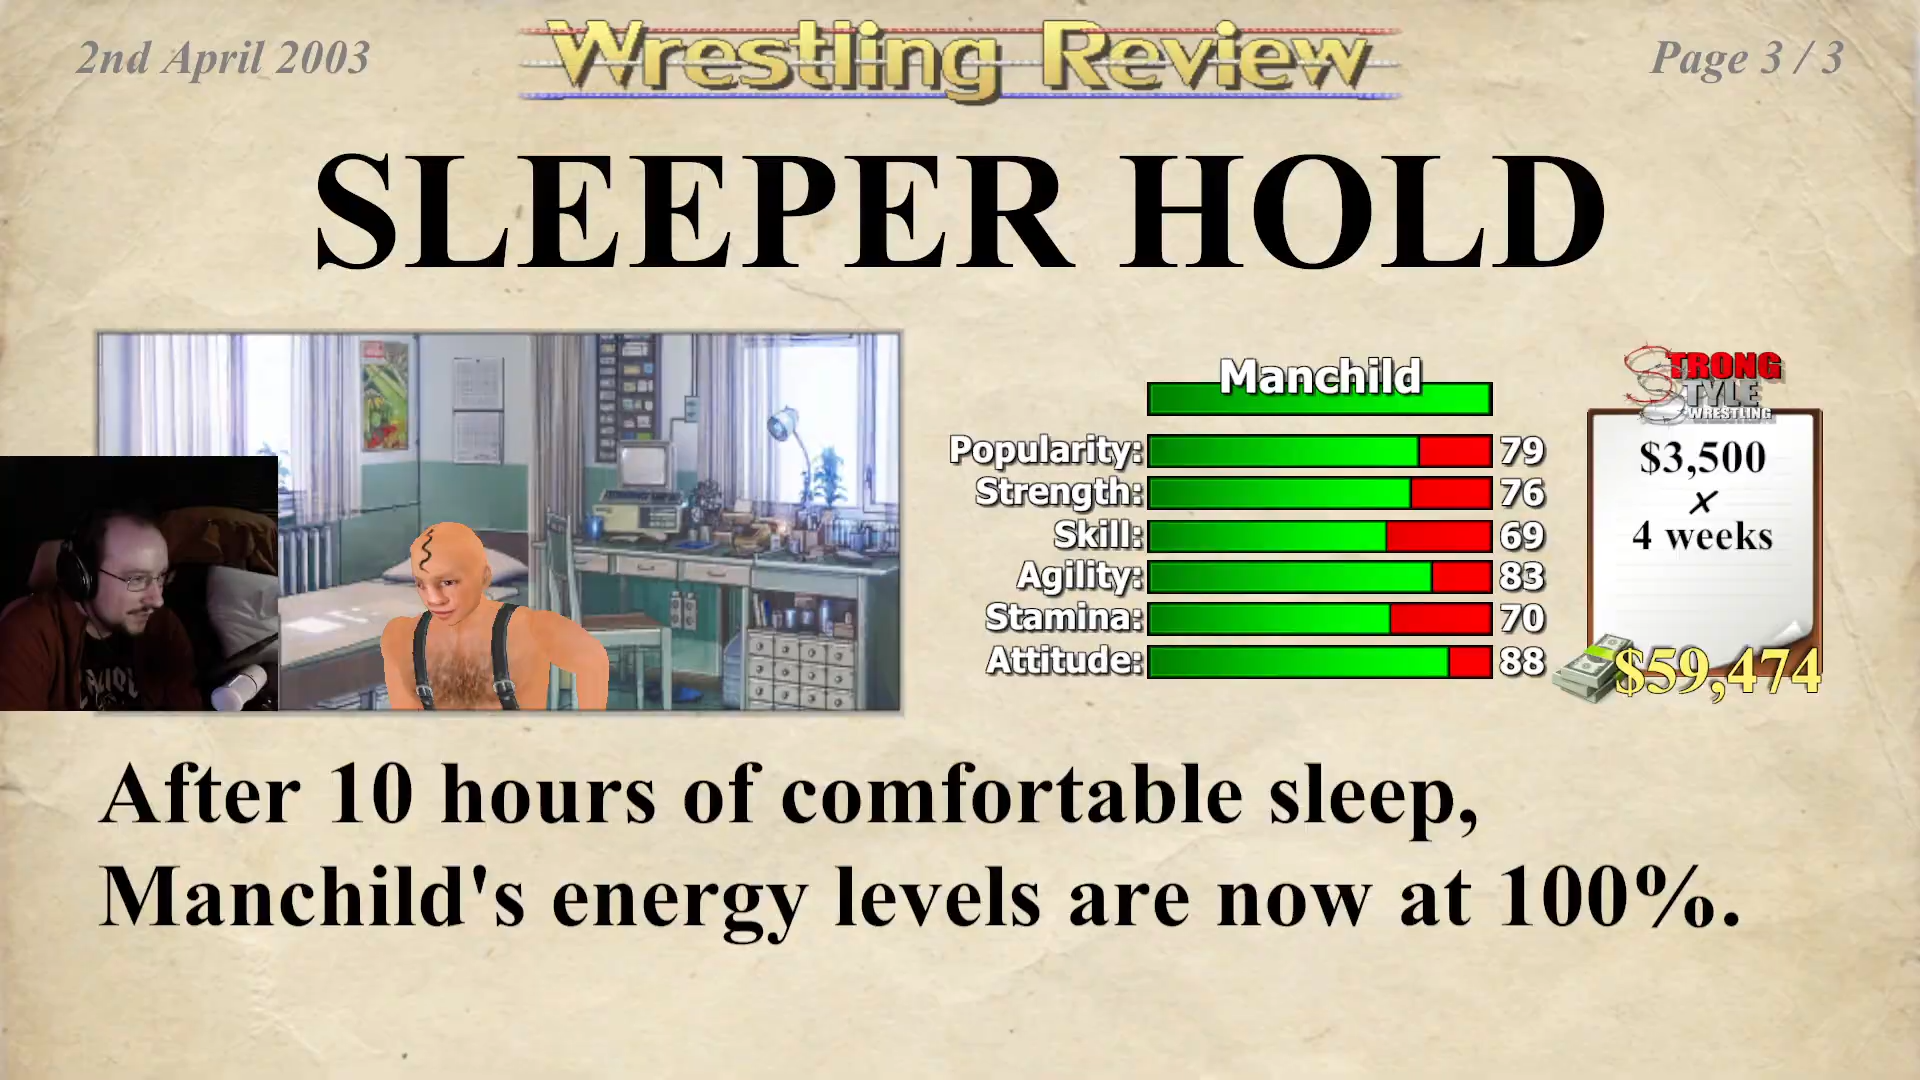 2nd April 2003
Wrestling Review
Page 3 / 3
SLEEPER HOLD
Manchild
Popularity: 79
Strength: 76
Skill: 69
Agility: 83
Stamina: 70
Attitude: 88
STRONG
STYLE
WRESTLING
$3,500
×
4 weeks
$59,474
After 10 hours of comfortable sleep,
Manchild's energy levels are now at 100%.